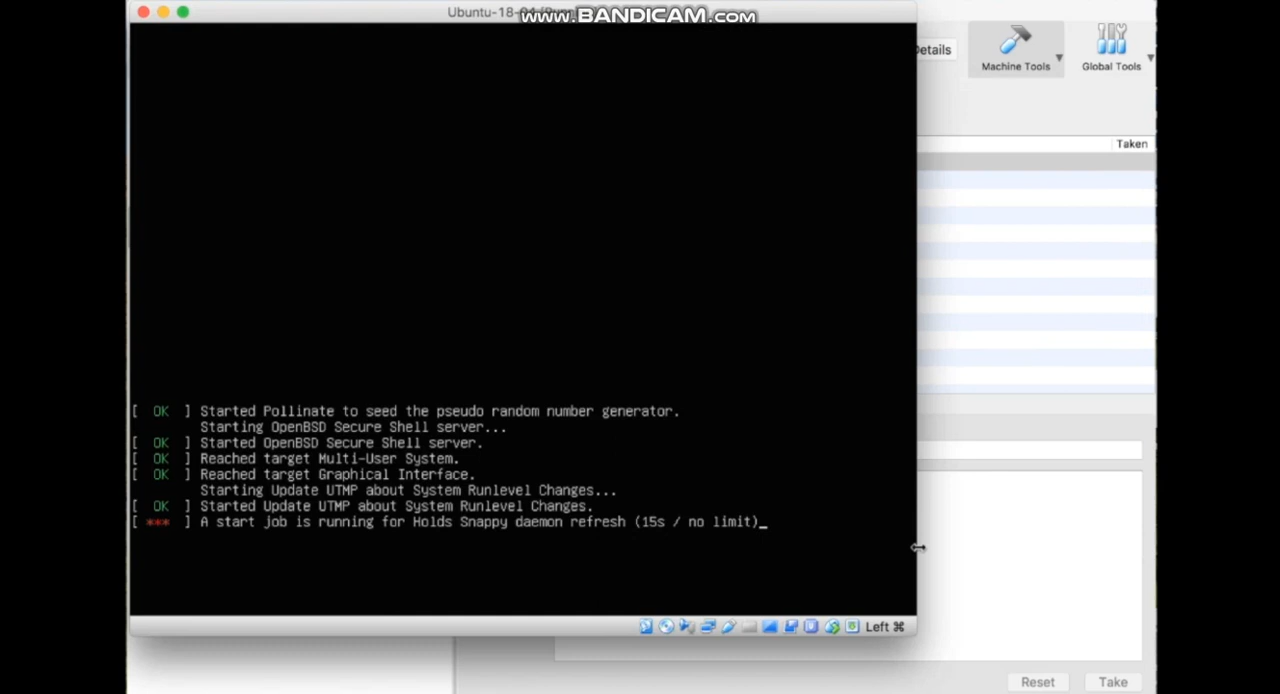 Ubuntu-18-04
www.BANDICAM.com
Details
Machine Tools
Global Tools
Taken
[ OK ] Started Pollinate to seed the pseudo random number generator.
Starting OpenBSD Secure Shell server...
[ OK ] Started OpenBSD Secure Shell server.
[ OK ] Reached target Multi-User System.
[ OK ] Reached target Graphical Interface.
Starting Update UTMP about System Runlevel Changes...
[ OK ] Started Update UTMP about System Runlevel Changes.
[ *** ] A start job is running for Holds Snappy daemon refresh (15s / no limit)_
Left ⌘
Reset
Take